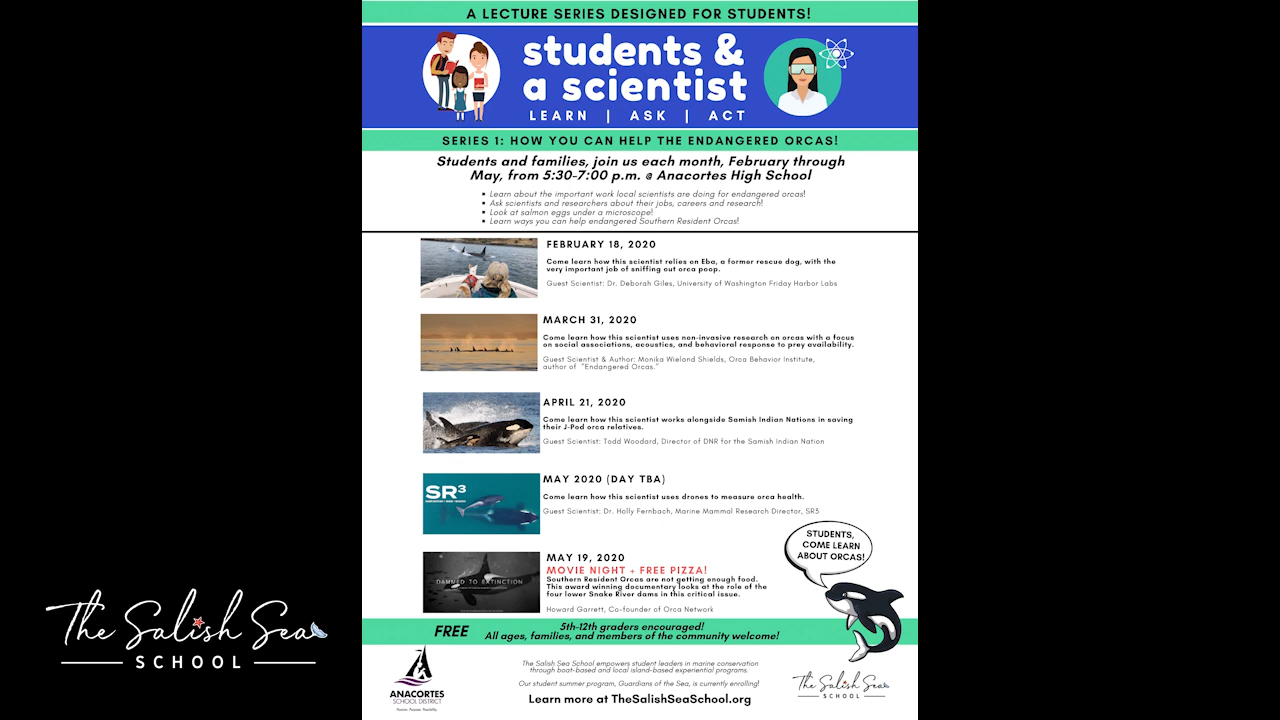 A LECTURE SERIES DESIGNED FOR STUDENTS!
students &
a scientist
LEARN | ASK | ACT
SERIES 1: HOW YOU CAN HELP THE ENDANGERED ORCAS!
Students and families, join us each month, February through
May, from 5:30-7:00 p.m. @ Anacortes High School
▪ Learn about the important work local scientists are doing for endangered orcas!
▪ Ask scientists and researchers about their jobs, careers and research!
▪ Look at salmon eggs under a microscope!
▪ Learn ways you can help endangered Southern Resident Orcas!
FEBRUARY 18, 2020
Come learn how this scientist relies on Eba, a former rescue dog, with the
very important job of sniffing out orca poop.
Guest Scientist: Dr. Deborah Giles, University of Washington Friday Harbor Labs
MARCH 31, 2020
Come learn how this scientist uses non-invasive research on orcas with a focus
on social associations, acoustics, and behavioral response to prey availability.
Guest Scientist & Author: Monika Wieland Shields, Orca Behavior Institute,
author of "Endangered Orcas."
APRIL 21, 2020
Come learn how this scientist works alongside Samish Indian Nations in saving
their J-Pod orca relatives.
Guest Scientist: Todd Woodard, Director of DNR for the Samish Indian Nation
SR³
MAY 2020 (DAY TBA)
Come learn how this scientist uses drones to measure orca health.
Guest Scientist: Dr. Holly Fernbach, Marine Mammal Research Director, SR3
STUDENTS,
COME LEARN
ABOUT ORCAS!
DAMNED TO EXTINCTION
MAY 19, 2020
MOVIE NIGHT + FREE PIZZA!
Southern Resident Orcas are not getting enough food.
This award winning documentary looks at the role of the
four lower Snake River dams in this critical issue.
Howard Garrett, Co-founder of Orca Network
FREE
5th-12th graders encouraged!
All ages, families, and members of the community welcome!
The Salish Sea
SCHOOL
ANACORTES
SCHOOL DISTRICT
The Salish Sea School empowers student leaders in marine conservation
through boat-based and local island-based experiential programs.
Our student summer program, Guardians of the Sea, is currently enrolling!
Learn more at TheSalishSeaSchool.org
The Salish Sea
SCHOOL